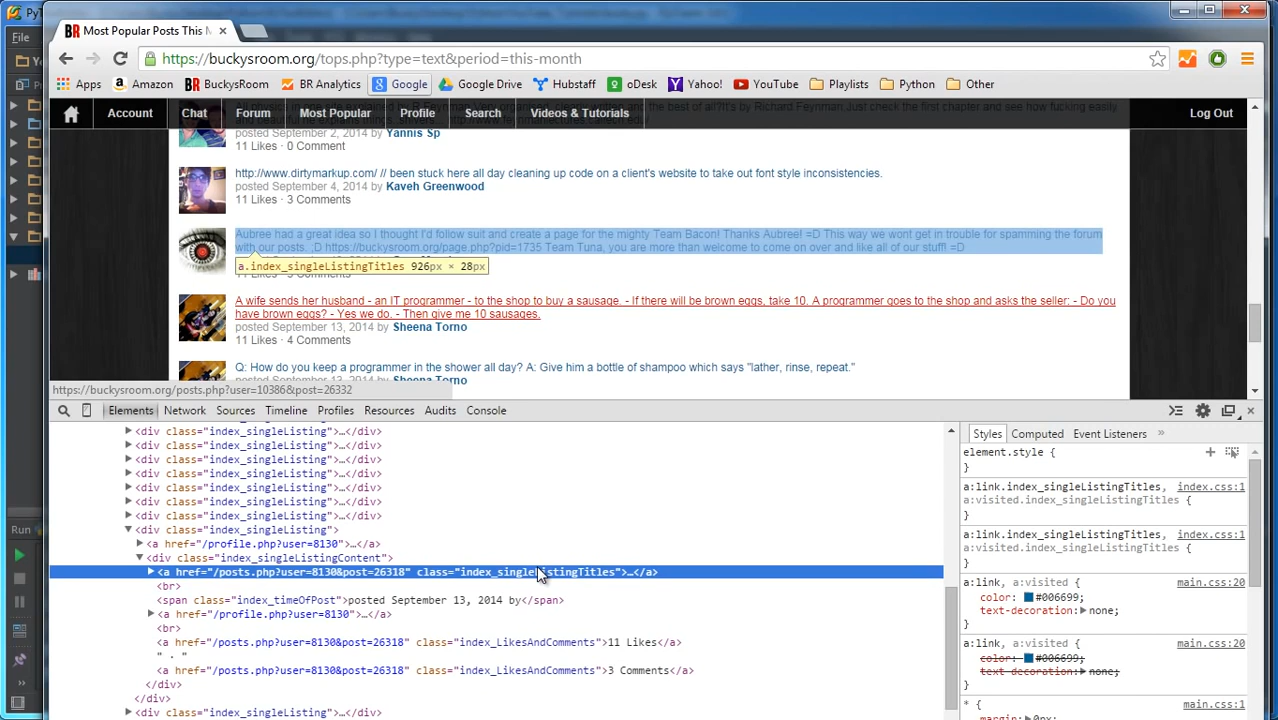 PyT
File
Run
Most Popular Posts This M
https://buckysroom.org/tops.php?type=text&period=this-month
Apps Amazon BuckysRoom BR Analytics Google Google Drive Hubstaff oDesk Yahoo! YouTube Playlists Python Other
Account Chat Forum Most Popular Profile Search Videos & Tutorials Log Out
posted September 2, 2014 by Yannis Sp
11 Likes · 0 Comment
http://www.dirtymarkup.com/ // been stuck here all day cleaning up code on a client's website to take out font style inconsistencies.
posted September 4, 2014 by Kaveh Greenwood
11 Likes · 3 Comments
Aubree had a great idea so I thought I'd follow suit and create a page for the mighty Team Bacon! Thanks Aubree! =D This way we wont get in trouble for spamming the forum
with our posts. ;D https://buckysroom.org/page.php?pid=1735 Team Tuna, you are more than welcome to come on over and like all of our stuff! =D
a.index_singleListingTitles 926px × 28px
A wife sends her husband - an IT programmer - to the shop to buy a sausage. - If there will be brown eggs, take 10. A programmer goes to the shop and asks the seller: - Do you
have brown eggs? - Yes we do. - Then give me 10 sausages.
posted September 13, 2014 by Sheena Torno
11 Likes · 4 Comments
Q: How do you keep a programmer in the shower all day? A: Give him a bottle of shampoo which says "lather, rinse, repeat."
posted September 13, 2014 by Sheena Torno
https://buckysroom.org/posts.php?user=10386&post=26332
Elements Network Sources Timeline Profiles Resources Audits Console
<div class="index_singleListing">…</div>
<div class="index_singleListing">…</div>
<div class="index_singleListing">…</div>
<div class="index_singleListing">…</div>
<div class="index_singleListing">…</div>
<div class="index_singleListing">…</div>
<div class="index_singleListing">…</div>
<div class="index_singleListing">
<a href="/profile.php?user=8130">…</a>
<div class="index_singleListingContent">
<a href="/posts.php?user=8130&post=26318" class="index_singleListingTitles">…</a>
<br>
<span class="index_timeOfPost">posted September 13, 2014 by</span>
<a href="/profile.php?user=8130">…</a>
<br>
<a href="/posts.php?user=8130&post=26318" class="index_LikesAndComments">11 Likes</a>
" · "
<a href="/posts.php?user=8130&post=26318" class="index_LikesAndComments">3 Comments</a>
</div>
</div>
<div class="index_singleListing">…</div>
Styles Computed Event Listeners »
element.style {
}
a:link.index_singleListingTitles, index.css:1
a:visited.index_singleListingTitles {
}
a:link.index_singleListingTitles, index.css:1
a:visited.index_singleListingTitles {
}
a:link, a:visited { main.css:20
color: #006699;
text-decoration: none;
}
a:link, a:visited { main.css:20
color: #006699;
text-decoration: none;
}
* { main.css:9
margin: 0px;